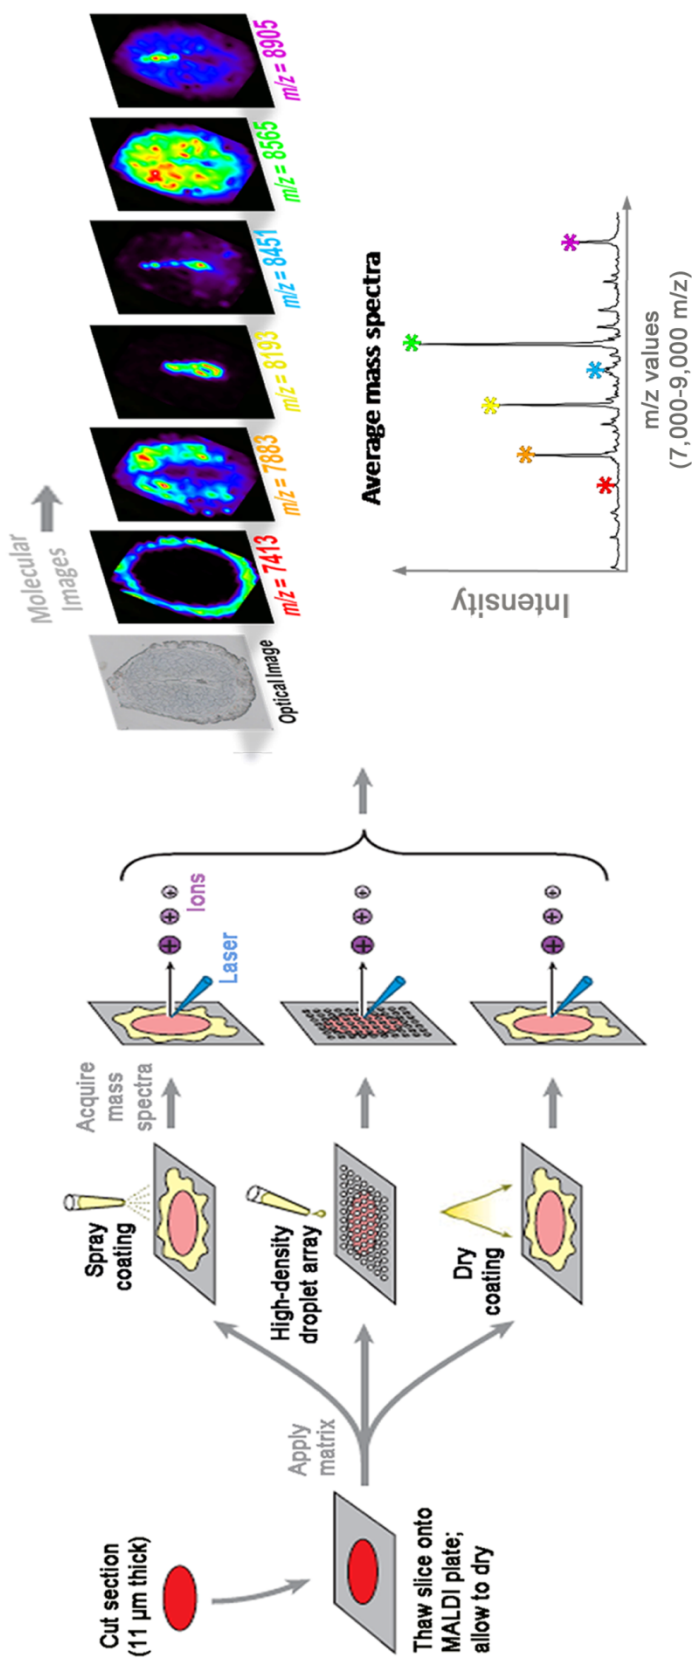 Cut section
(11 µm thick)
Thaw slice onto
MALDI plate;
allow to dry
Apply
matrix
Spray
coating
High-density
droplet array
Dry
coating
Acquire
mass
spectra
Laser
Ions
+
+
+
+
+
+
+
+
+
Molecular
Images
Optical Image
m/z = 7413
m/z = 7883
m/z = 8193
m/z = 8451
m/z = 8565
m/z = 8905
Average mass spectra
Intensity
m/z values
(7,000-9,000 m/z)